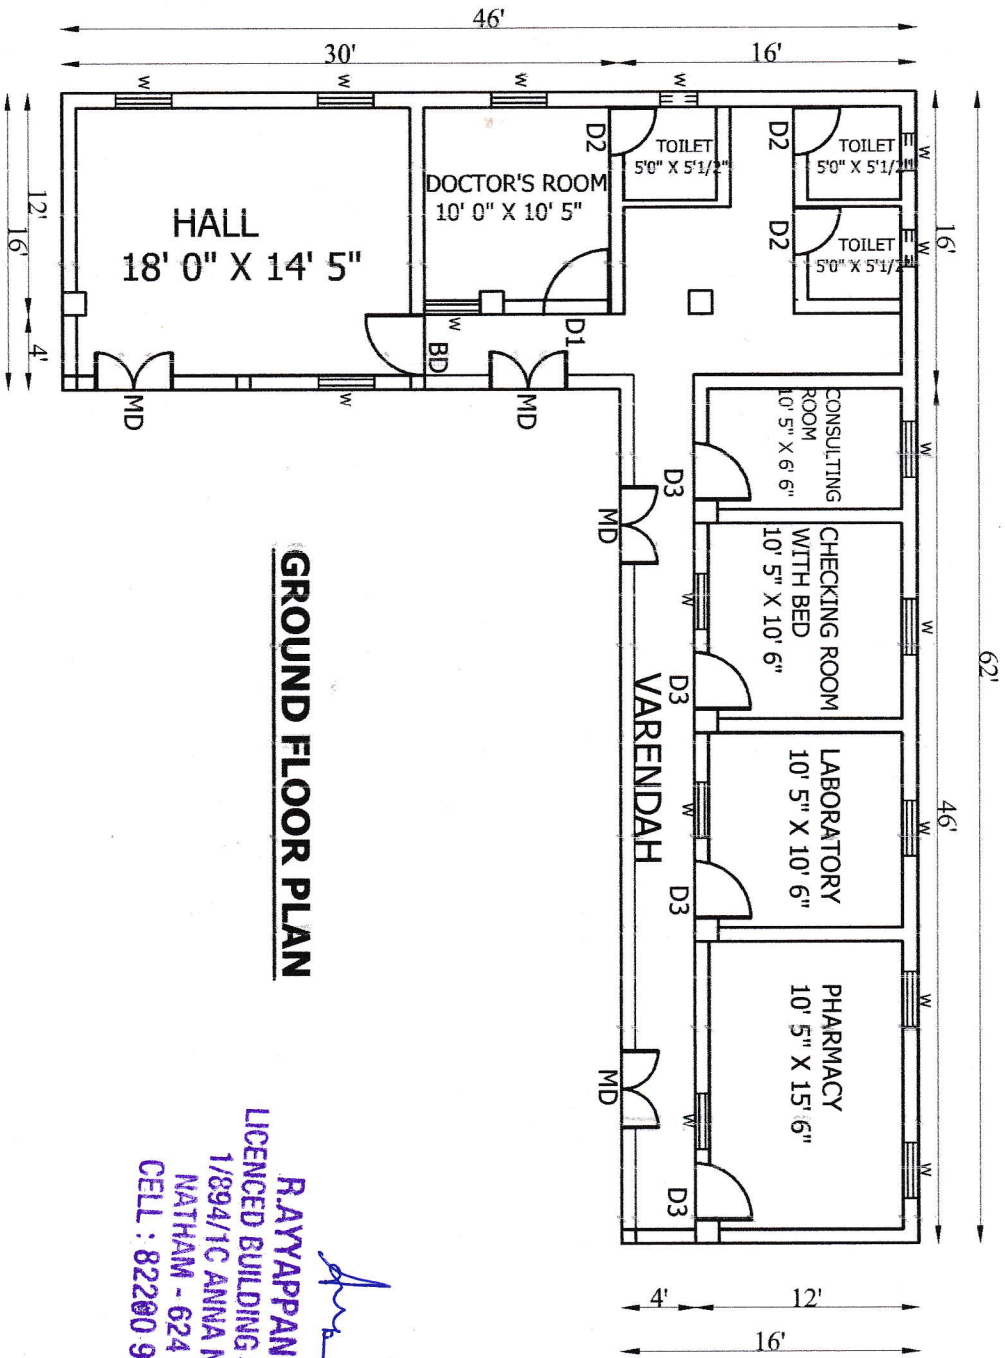 46'
30'
16'
W
W
W
W
12'
16'
4'
HALL
18' 0" X 14' 5"
DOCTOR'S ROOM
10' 0" X 10' 5"
D2
TOILET
5'0" X 5'1/2"
D2
TOILET
5'0" X 5'1/2"
W
D2
TOILET
5'0" X 5'1/2"
W
16'
W
D1
BD
MD
W
MD
CONSULTING
ROOM
10' 5" X 6' 6"
W
D3
MD
CHECKING ROOM
WITH BED
10' 5" X 10' 6"
W
W
D3
VARENDAH
LABORATORY
10' 5" X 10' 6"
W
W
D3
46'
62'
PHARMACY
10' 5" X 15' 6"
W
W
W
MD
D3
4'
12'
16'
GROUND FLOOR PLAN
R.AYYAPPAN
LICENCED BUILDING
1/894/1C ANNA
NATHAM - 624
CELL : 82200 9